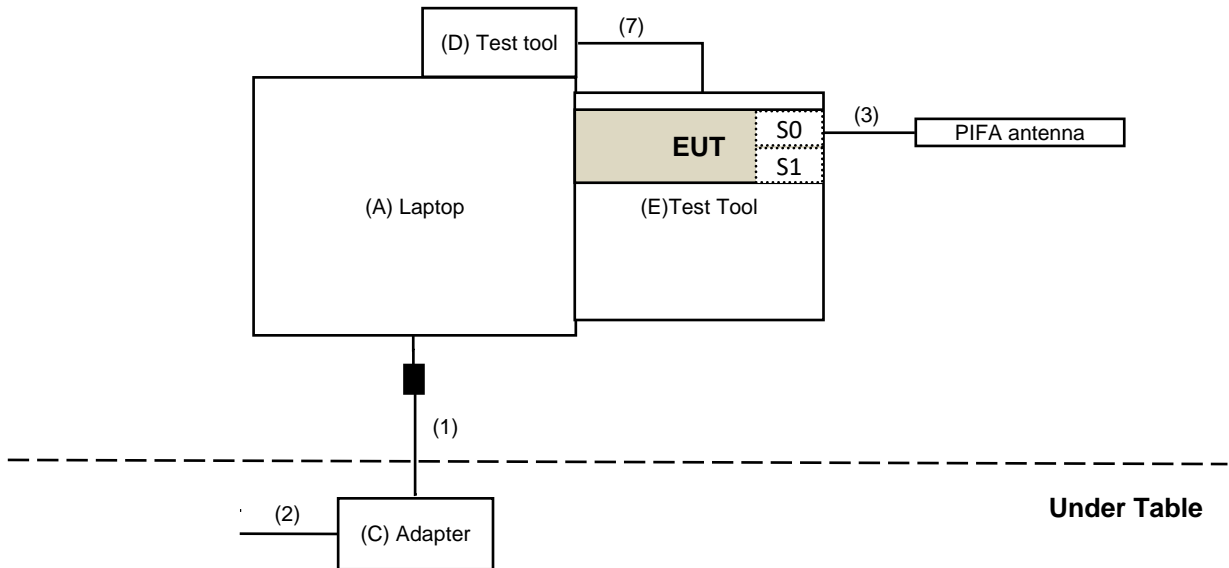 (D) Test tool
(7)
EUT
S0
S1
(3)
PIFA antenna
(A) Laptop
(E)Test Tool
(1)
(2)
(C) Adapter
Under Table